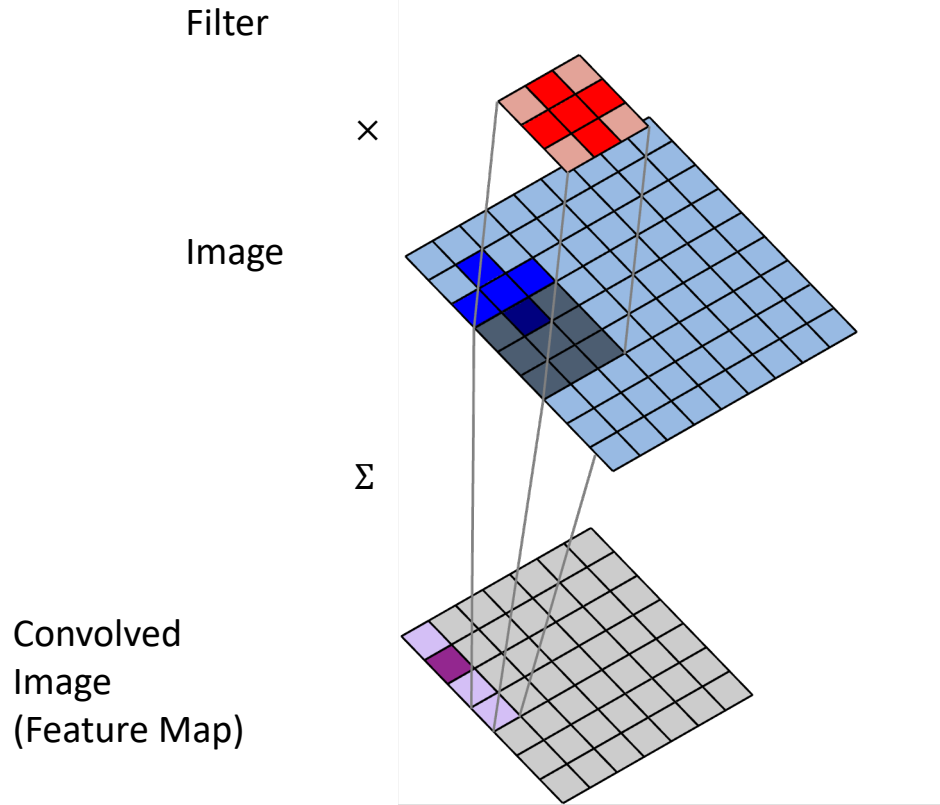 Filter
×
Image
Σ
Convolved
Image
(Feature Map)